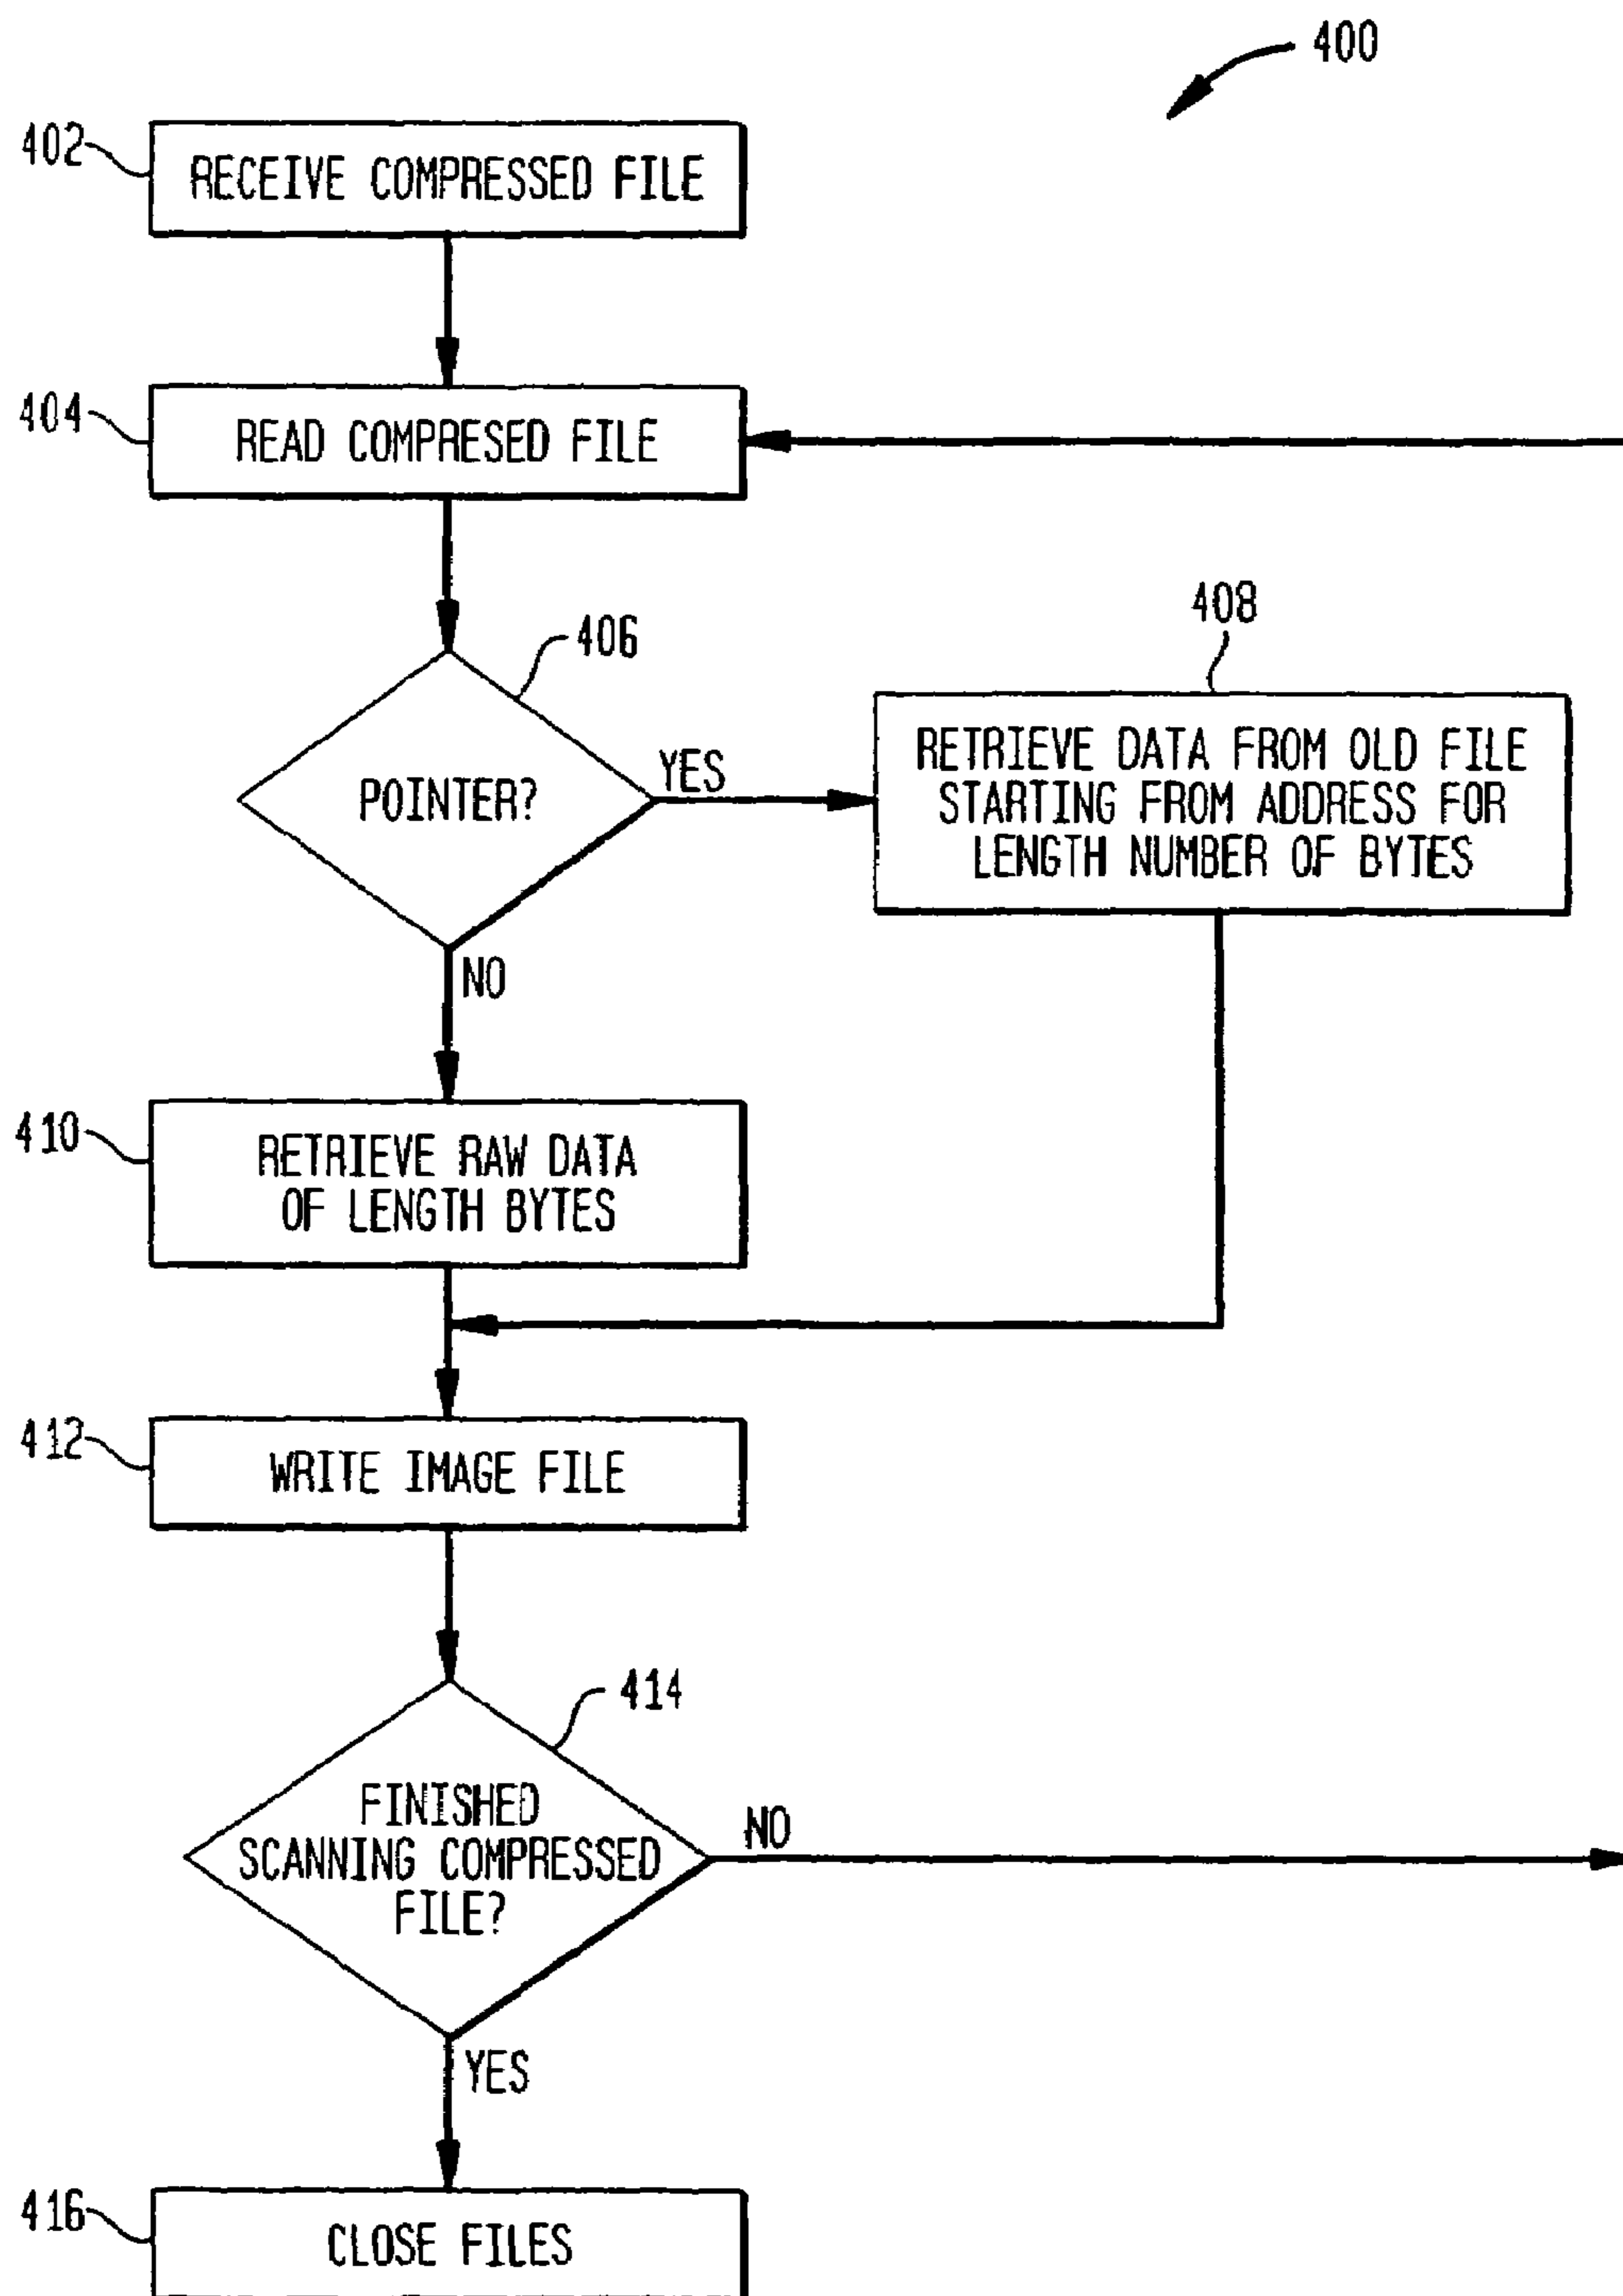 400
402
RECEIVE COMPRESSED FILE
404
READ COMPRESED FILE
406
POINTER?
YES
NO
408
RETRIEVE DATA FROM OLD FILE
STARTING FROM ADDRESS FOR
LENGTH NUMBER OF BYTES
410
RETRIEVE RAW DATA
OF LENGTH BYTES
412
WRITE IMAGE FILE
414
FINISHED
SCANNING COMPRESSED
FILE?
NO
YES
416
CLOSE FILES